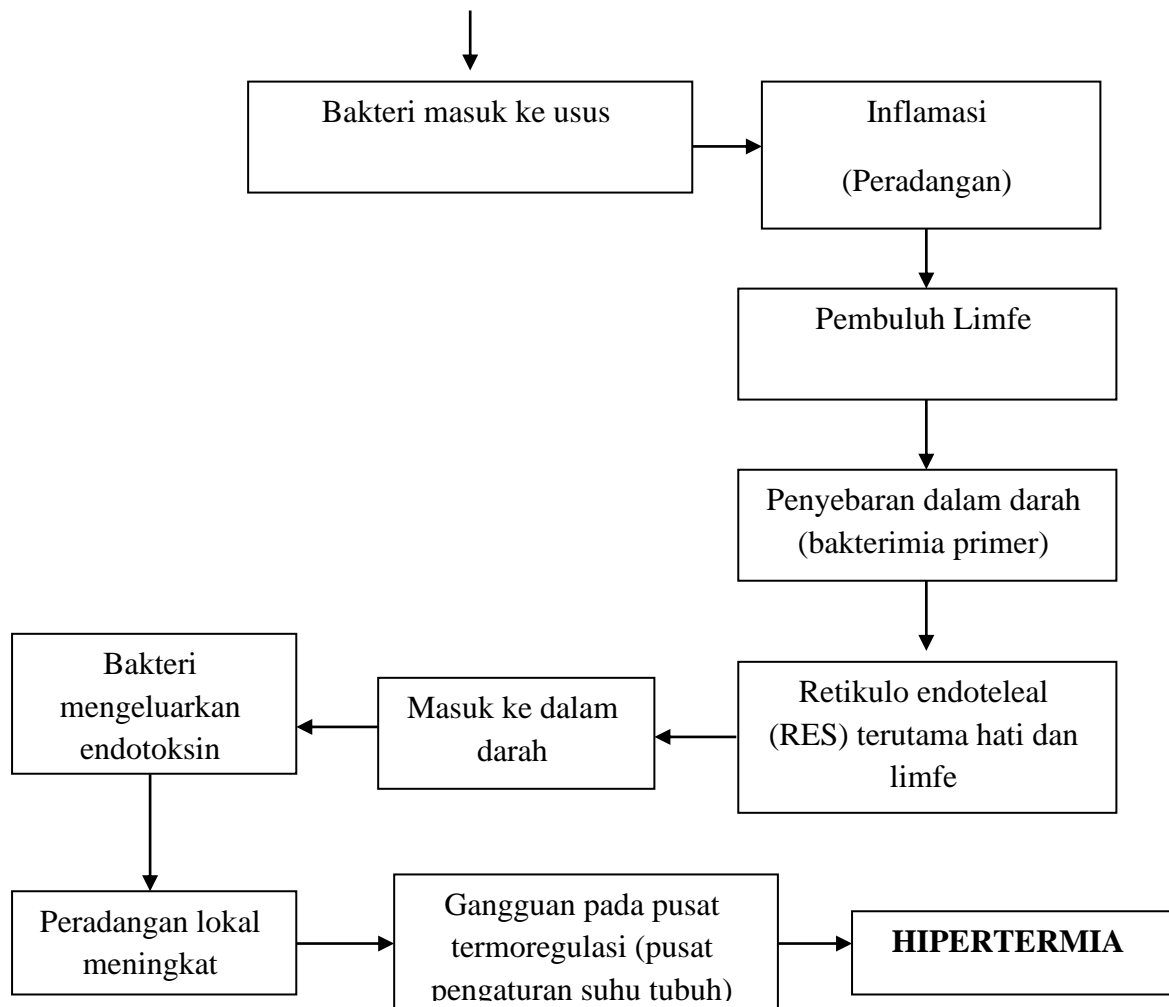 Bakteri masuk ke usus
Inflamasi
(Peradangan)
Pembuluh Limfe
Penyebaran dalam darah
(bakterimia primer)
Retikulo endoteleal
(RES) terutama hati dan
limfe
Masuk ke dalam
darah
Bakteri
mengeluarkan
endotoksin
Peradangan lokal
meningkat
Gangguan pada pusat
termoregulasi (pusat
pengaturan suhu tubuh)
HIPERTERMIA